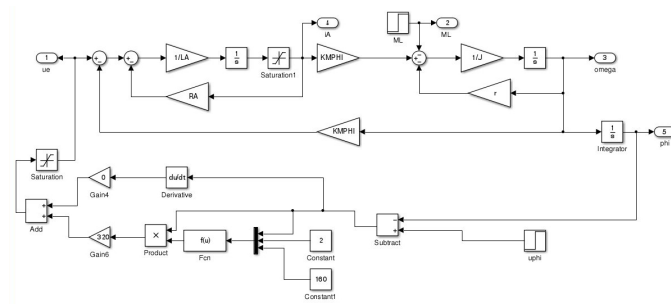 iA
ML
2
ML
1
ue
1/LA
1
s
Saturation1
KMPHI
1/J
1
s
3
omega
RA
r
KMPHI
1
s
Integrator
5
phi
Saturation
0
Gain4
du/dt
Derivative
Add
320
Gain6
×
Product
f(u)
Fcn
2
Constant
160
Constant1
Subtract
uphi